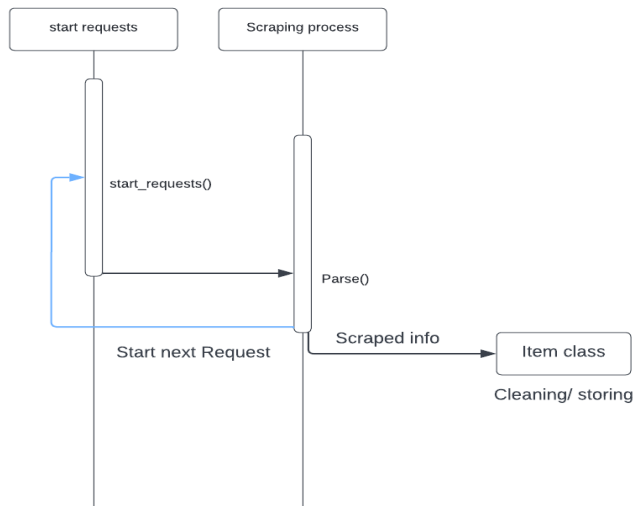 start requests
Scraping process
start_requests()
Parse()
Scraped info
Start next Request
Item class
Cleaning/ storing